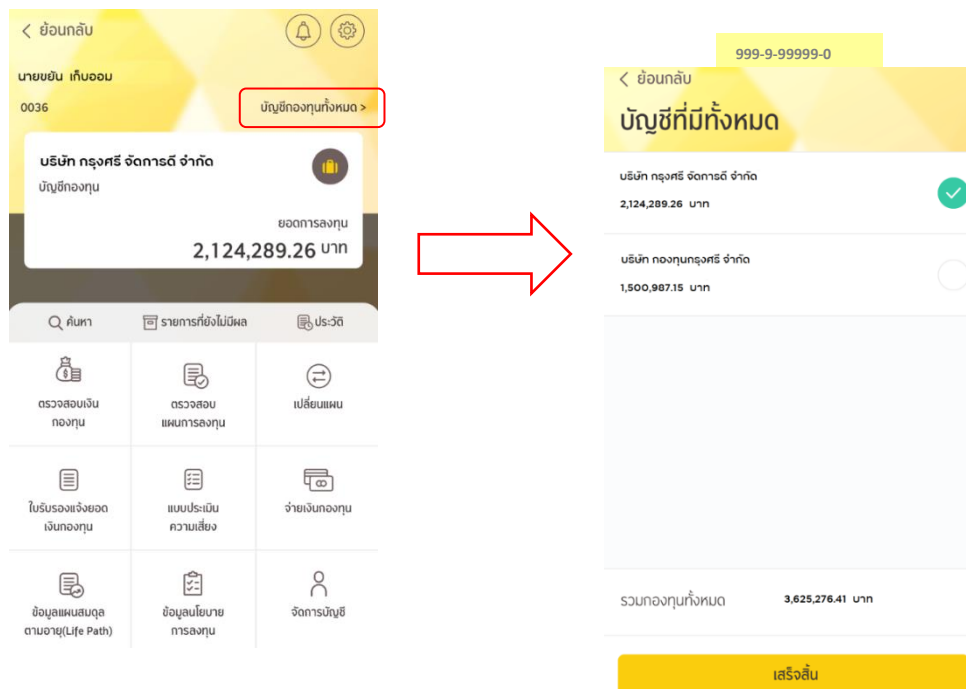 ย้อนกลับ
นายขยัน เก็บออม
0036
บัญชีกองทุนทั้งหมด >
บริษัท กรุงศรี จัดการดี จำกัด
บัญชีกองทุน
ยอดการลงทุน
2,124,289.26 บาท
ค้นหา
รายการที่ยังไม่มีผล
ประวัติ
ตรวจสอบเงิน
กองทุน
ตรวจสอบ
แผนการลงทุน
เปลี่ยนแผน
ใบรับรองแจ้งยอด
เงินกองทุน
แบบประเมิน
ความเสี่ยง
จ่ายเงินกองทุน
ข้อมูลแผนสมดุล
ตามอายุ(Life Path)
ข้อมูลนโยบาย
การลงทุน
จัดการบัญชี
999-9-99999-0
ย้อนกลับ
บัญชีที่มีทั้งหมด
บริษัท กรุงศรี จัดการดี จำกัด
2,124,289.26 บาท
บริษัท กองทุนกรุงศรี จำกัด
1,500,987.15 บาท
รวมกองทุนทั้งหมด 3,625,276.41 บาท
เสร็จสิ้น